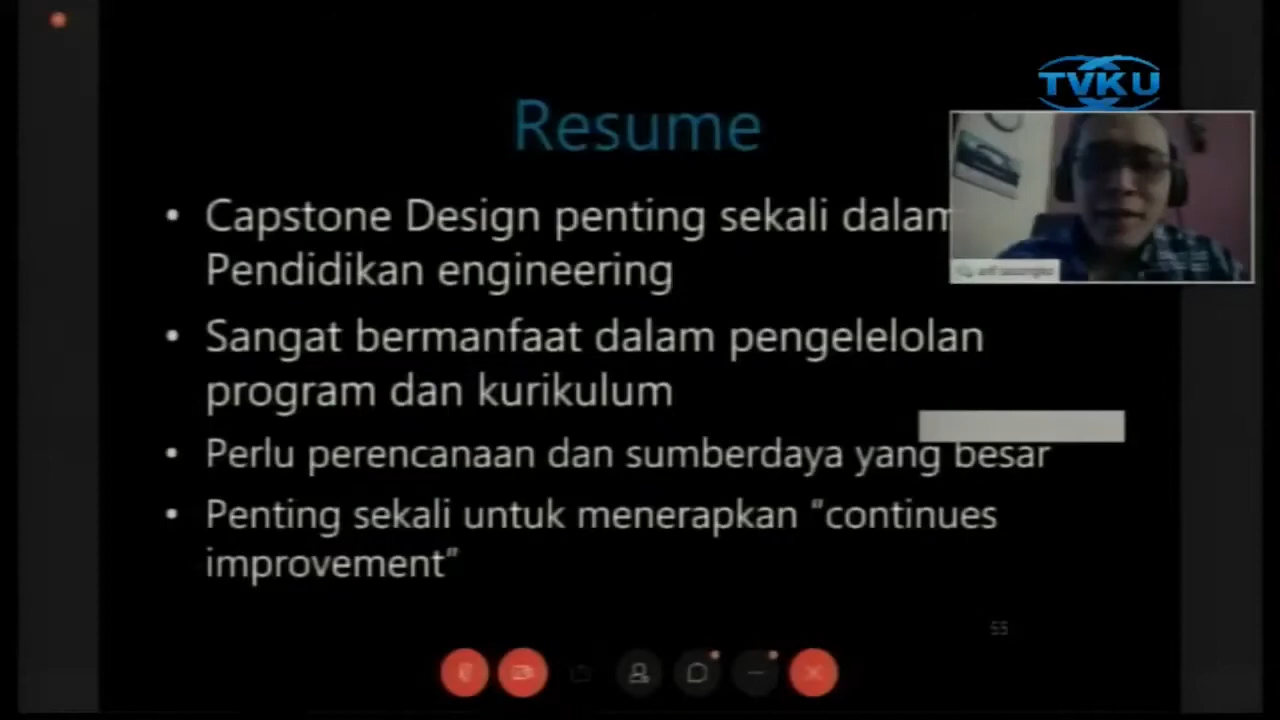 TVKU
Resume
• Capstone Design penting sekali dalam
Pendidikan engineering
• Sangat bermanfaat dalam pengelelolan
program dan kurikulum
• Perlu perencanaan dan sumberdaya yang besar
• Penting sekali untuk menerapkan “continues
improvement”
55